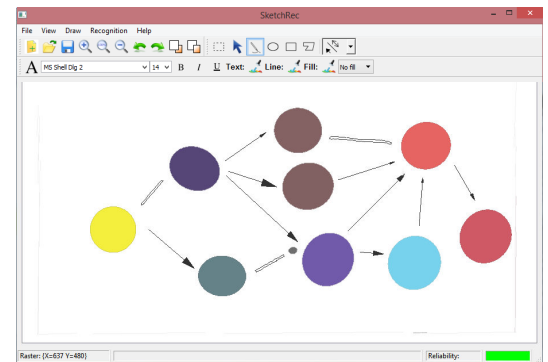 SketchRec
File View Draw Recognition Help
A MS Shell Dlg 2 14 B I U Text: Line: Fill: No fill
Raster: {X=637 Y=480} Reliability: